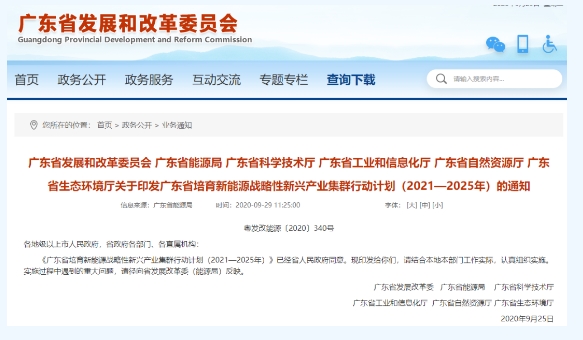 广东省发展和改革委员会
Guangdong Provincial Development and Reform Commission
首页 政务公开 政务服务 互动交流 专题专栏 查询下载
请输入搜索内容...
您所在的位置： 首页 > 政务公开 > 业务通知
广东省发展和改革委员会 广东省能源局 广东省科学技术厅 广东省工业和信息化厅 广东省自然资源厅 广东
省生态环境厅关于印发广东省培育新能源战略性新兴产业集群行动计划（2021—2025年）的通知
信息来源：广东省能源局 时间：2020-09-29 11:25:00 字体： [大] [中] [小]
粤发改能源〔2020〕340号
各地级以上市人民政府，省政府各部门、各直属机构：
《广东省培育新能源战略性新兴产业集群行动计划（2021—2025年）》已经省人民政府同意。现印发给你们，请结合本地本部门工作实际，认真组织实施。
实施过程中遇到的重大问题，请径向省发展改革委（能源局）反映。
广东省发展改革委 广东省能源局 广东省科学技术厅
广东省工业和信息化厅 广东省自然资源厅 广东省生态环境厅
2020年9月25日